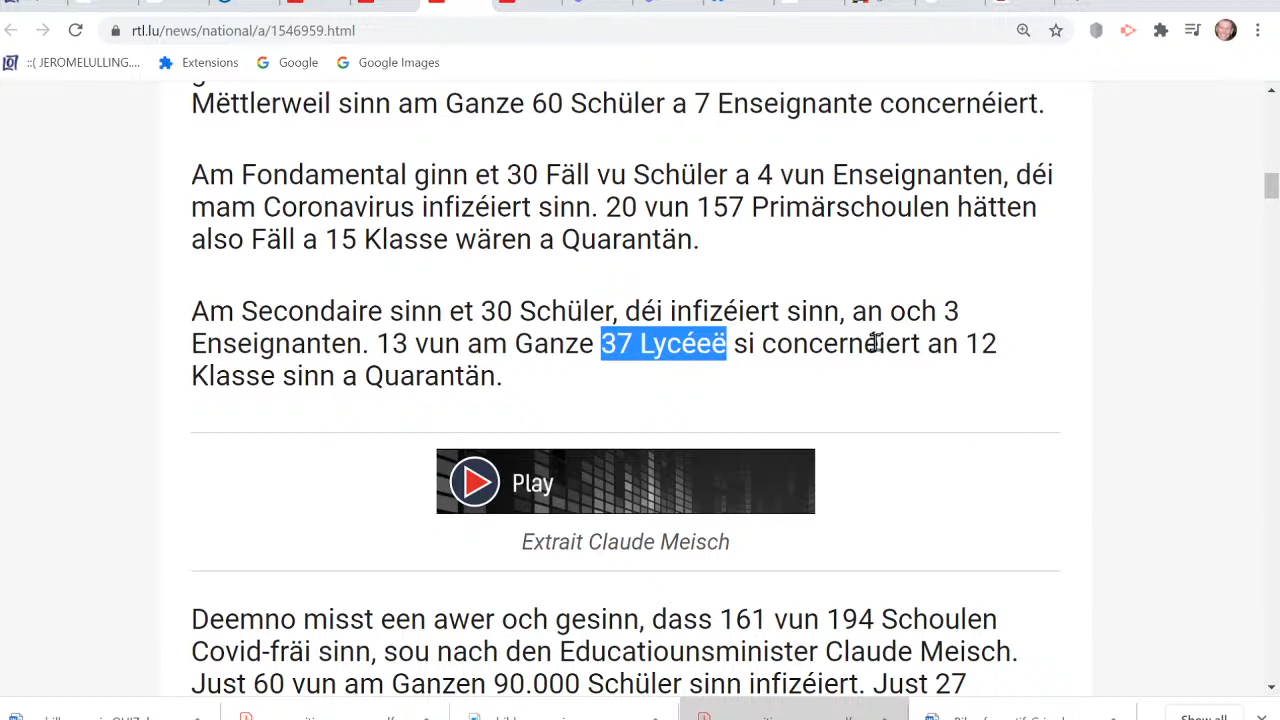 rtl.lu/news/national/a/1546959.html
::( JEROMELULLING.... Extensions Google Google Images
Mëttlerweil sinn am Ganze 60 Schüler a 7 Enseignante concernéiert.
Am Fondamental ginn et 30 Fäll vu Schüler a 4 vun Enseignanten, déi
mam Coronavirus infizéiert sinn. 20 vun 157 Primärschoulen hätten
also Fäll a 15 Klasse wären a Quarantän.
Am Secondaire sinn et 30 Schüler, déi infizéiert sinn, an och 3
Enseignanten. 13 vun am Ganze 37 Lycéeë si concernéiert an 12
Klasse sinn a Quarantän.
Play
Extrait Claude Meisch
Deemno misst een awer och gesinn, dass 161 vun 194 Schoulen
Covid-fräi sinn, sou nach den Educatiounsminister Claude Meisch.
Just 60 vun am Ganzen 90.000 Schüler sinn infizéiert. Just 27
Show all